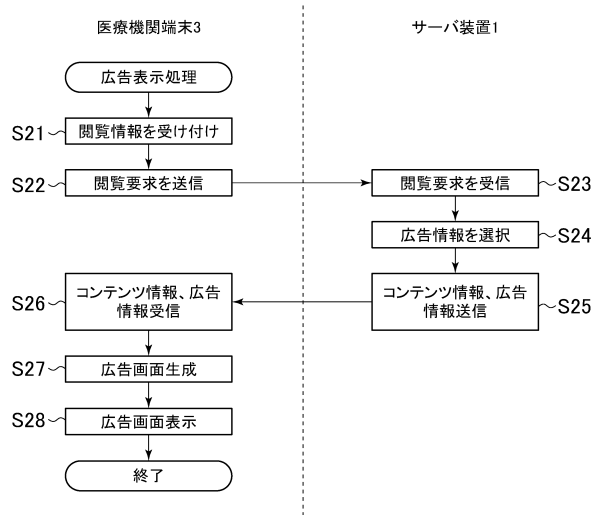 医療機関端末3
サーバ装置1
広告表示処理
S21
閲覧情報を受け付け
S22
閲覧要求を送信
閲覧要求を受信
S23
広告情報を選択
S24
コンテンツ情報、広告
情報送信
S25
S26
コンテンツ情報、広告
情報受信
S27
広告画面生成
S28
広告画面表示
終了